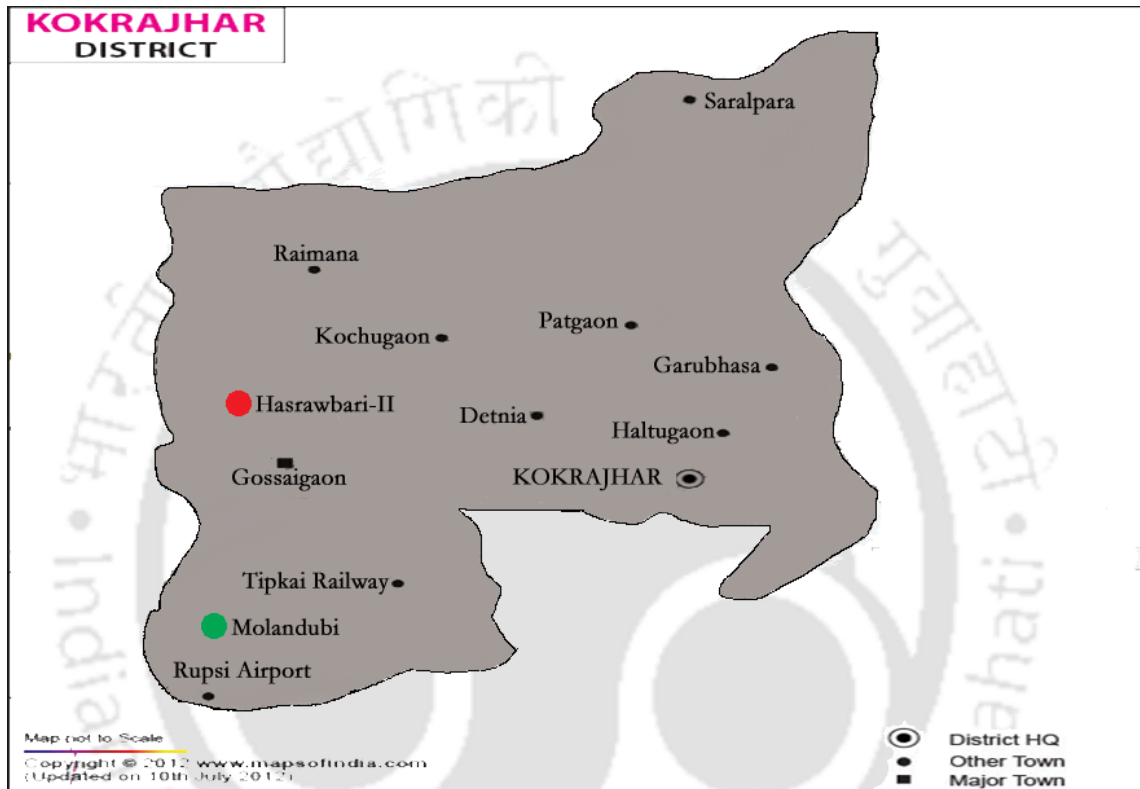 KOKRAJHAR
DISTRICT
Saralpara
Raimana
Kochugaon
Patgaon
Garubhasa
Hasrawbari-II
Detnia
Haltugaon
Gossaigaon
KOKRAJHAR
Tipkai Railway
Molandubi
Rupsi Airport
Map not to Scale
Copyright © 2012 www.mapsofindia.com
(Updated on 10th July 2012)
District HQ
Other Town
Major Town
गुवाहाटी